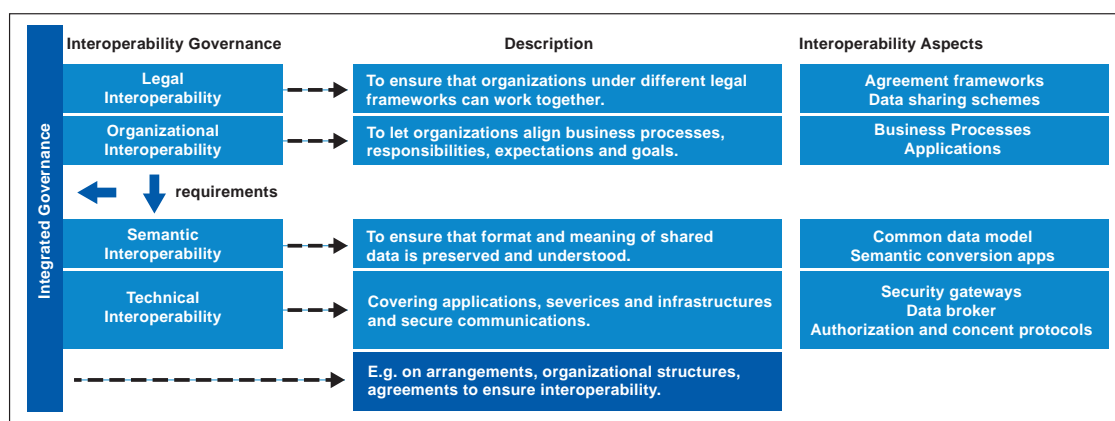 Integrated Governance
Interoperability Governance
Description
Interoperability Aspects
Legal
Interoperability
To ensure that organizations under different legal
frameworks can work together.
Agreement frameworks
Data sharing schemes
Organizational
Interoperability
To let organizations align business processes,
responsibilities, expectations and goals.
Business Processes
Applications
requirements
Semantic
Interoperability
To ensure that format and meaning of shared
data is preserved and understood.
Common data model
Semantic conversion apps
Technical
Interoperability
Covering applications, severices and infrastructures
and secure communications.
Security gateways
Data broker
Authorization and concent protocols
E.g. on arrangements, organizational structures,
agreements to ensure interoperability.